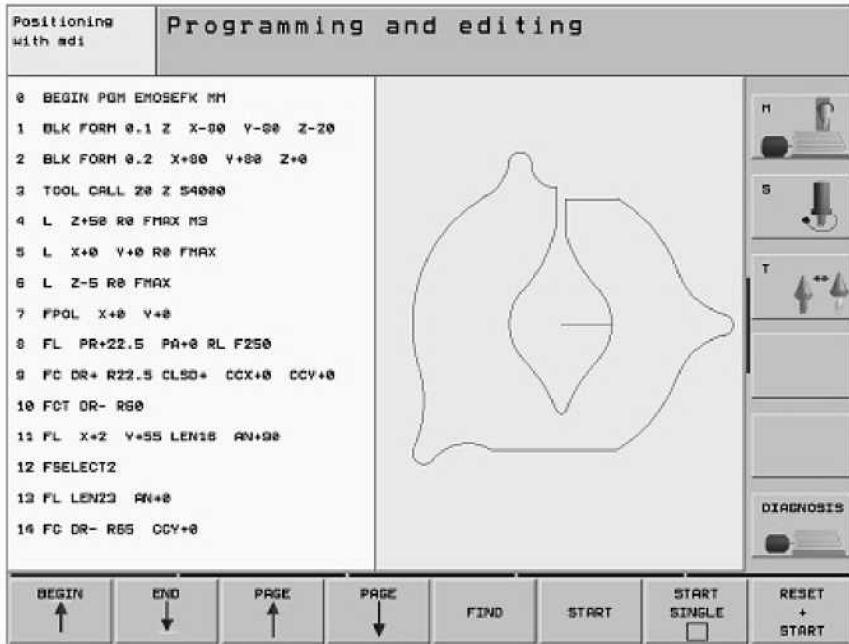 Positioning
with mdi
Programming and editing
0 BEGIN PGM EMOSEFK MM
1 BLK FORM 0.1 Z X-80 Y-80 Z-20
2 BLK FORM 0.2 X+80 Y+80 Z+0
3 TOOL CALL 20 Z S4000
4 L Z+50 R0 FMAX M3
5 L X+0 Y+0 R0 FMAX
6 L Z-5 R0 FMAX
7 FPOL X+0 Y+0
8 FL PR+22.5 PA+0 RL F250
9 FC DR+ R22.5 CLSD+ CCX+0 CCY+0
10 FCT DR- R60
11 FL X+2 Y+55 LEN16 AN+90
12 FSELECT2
13 FL LEN23 AN+0
14 FC DR- R65 CCY+0
M
S
T
DIAGNOSIS
BEGIN
END
PAGE
PAGE
FIND
START
START
SINGLE
RESET
+
START